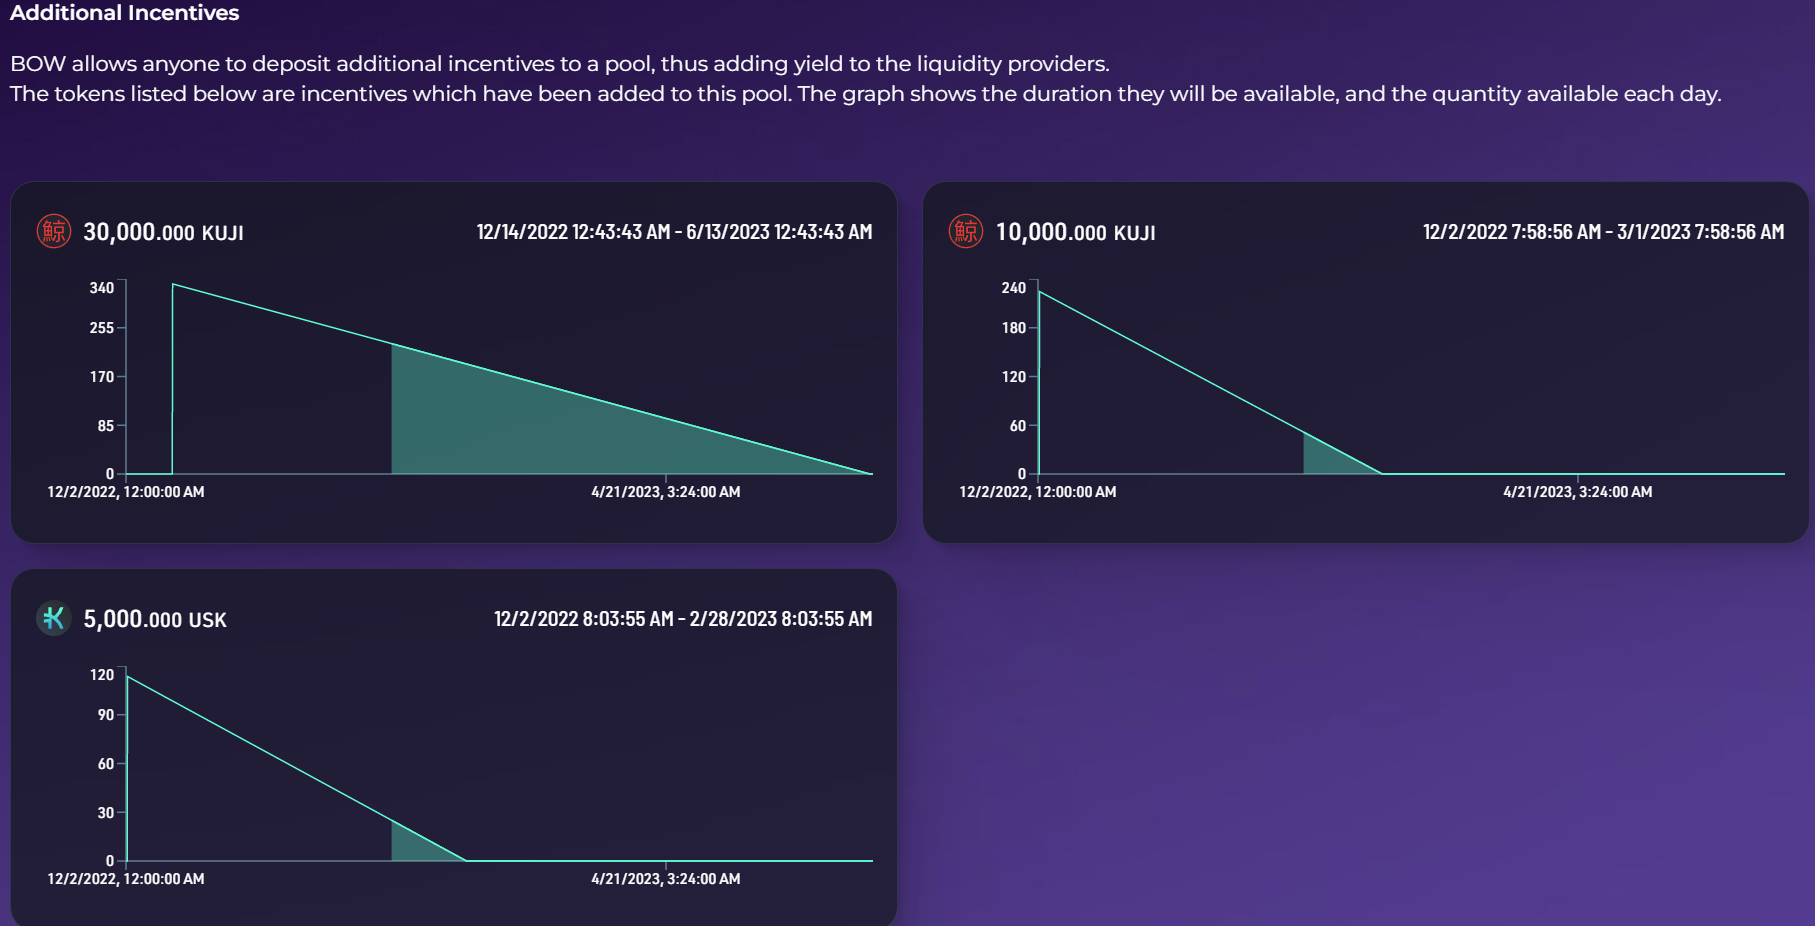 Additional Incentives
BOW allows anyone to deposit additional incentives to a pool, thus adding yield to the liquidity providers.
The tokens listed below are incentives which have been added to this pool. The graph shows the duration they will be available, and the quantity available each day.
鯨 30,000.000 KUJI 12/14/2022 12:43:43 AM - 6/13/2023 12:43:43 AM
340
255
170
85
0
12/2/2022, 12:00:00 AM 4/21/2023, 3:24:00 AM
鯨 10,000.000 KUJI 12/2/2022 7:58:56 AM - 3/1/2023 7:58:56 AM
240
180
120
60
0
12/2/2022, 12:00:00 AM 4/21/2023, 3:24:00 AM
5,000.000 USK 12/2/2022 8:03:55 AM - 2/28/2023 8:03:55 AM
120
90
60
30
0
12/2/2022, 12:00:00 AM 4/21/2023, 3:24:00 AM